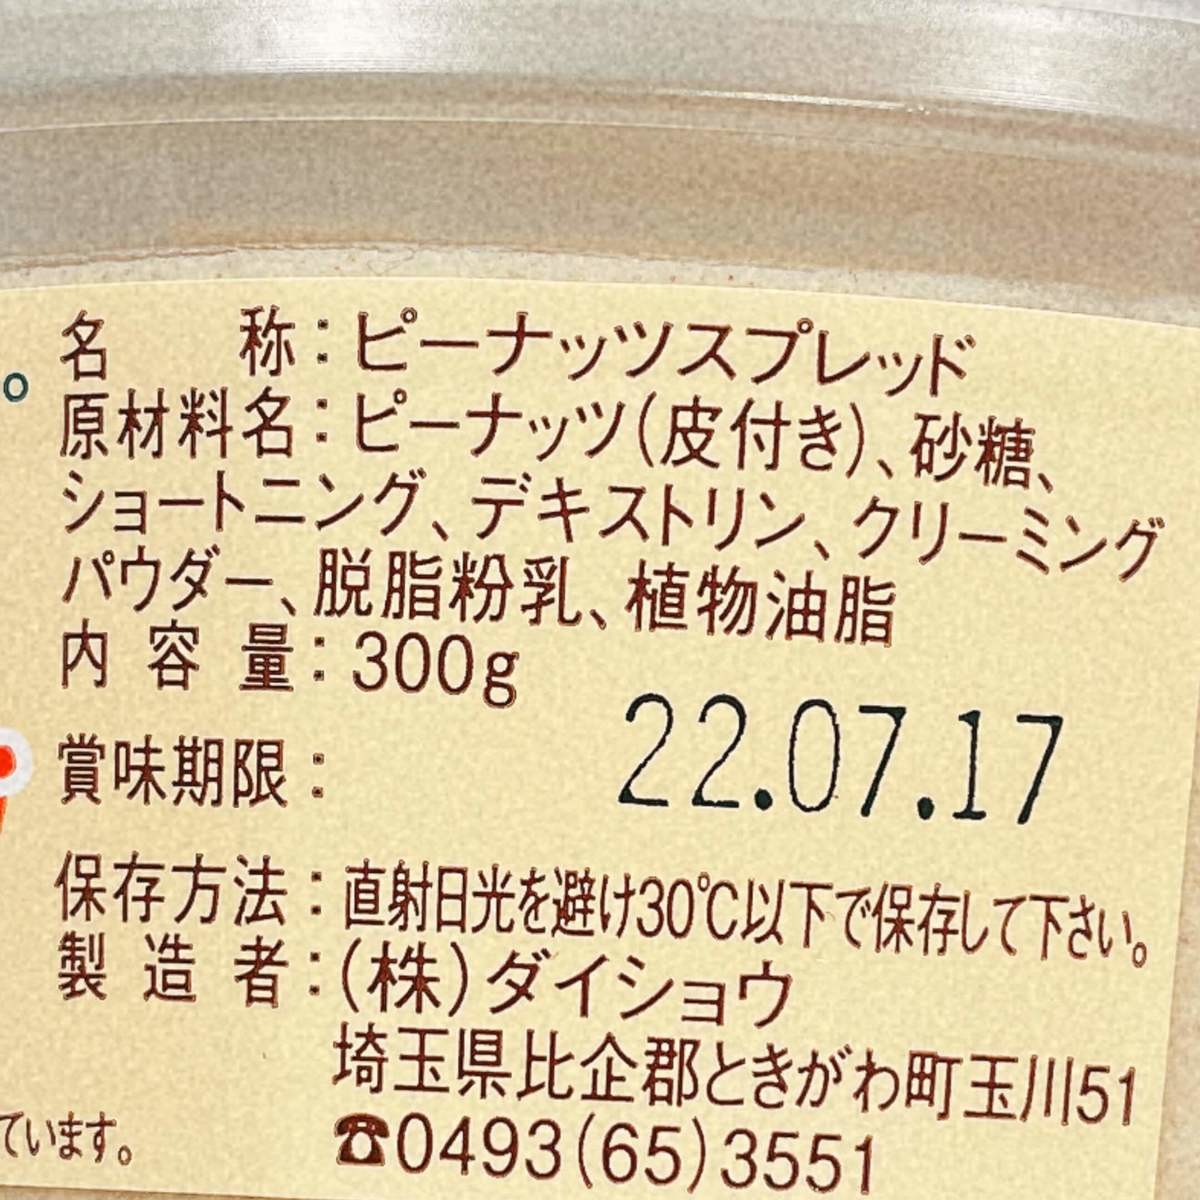 名 称：ピーナッツスプレッド
。
原材料名：ピーナッツ(皮付き)、砂糖、
ショートニング、デキストリン、クリーミング
パウダー、脱脂粉乳、植物油脂
内 容 量：300g
賞味期限：
22.07.17
保存方法：直射日光を避け30℃以下で保存して下さい。
製 造 者：(株)ダイショウ
埼玉県比企郡ときがわ町玉川51
☎0493(65)3551
ています。